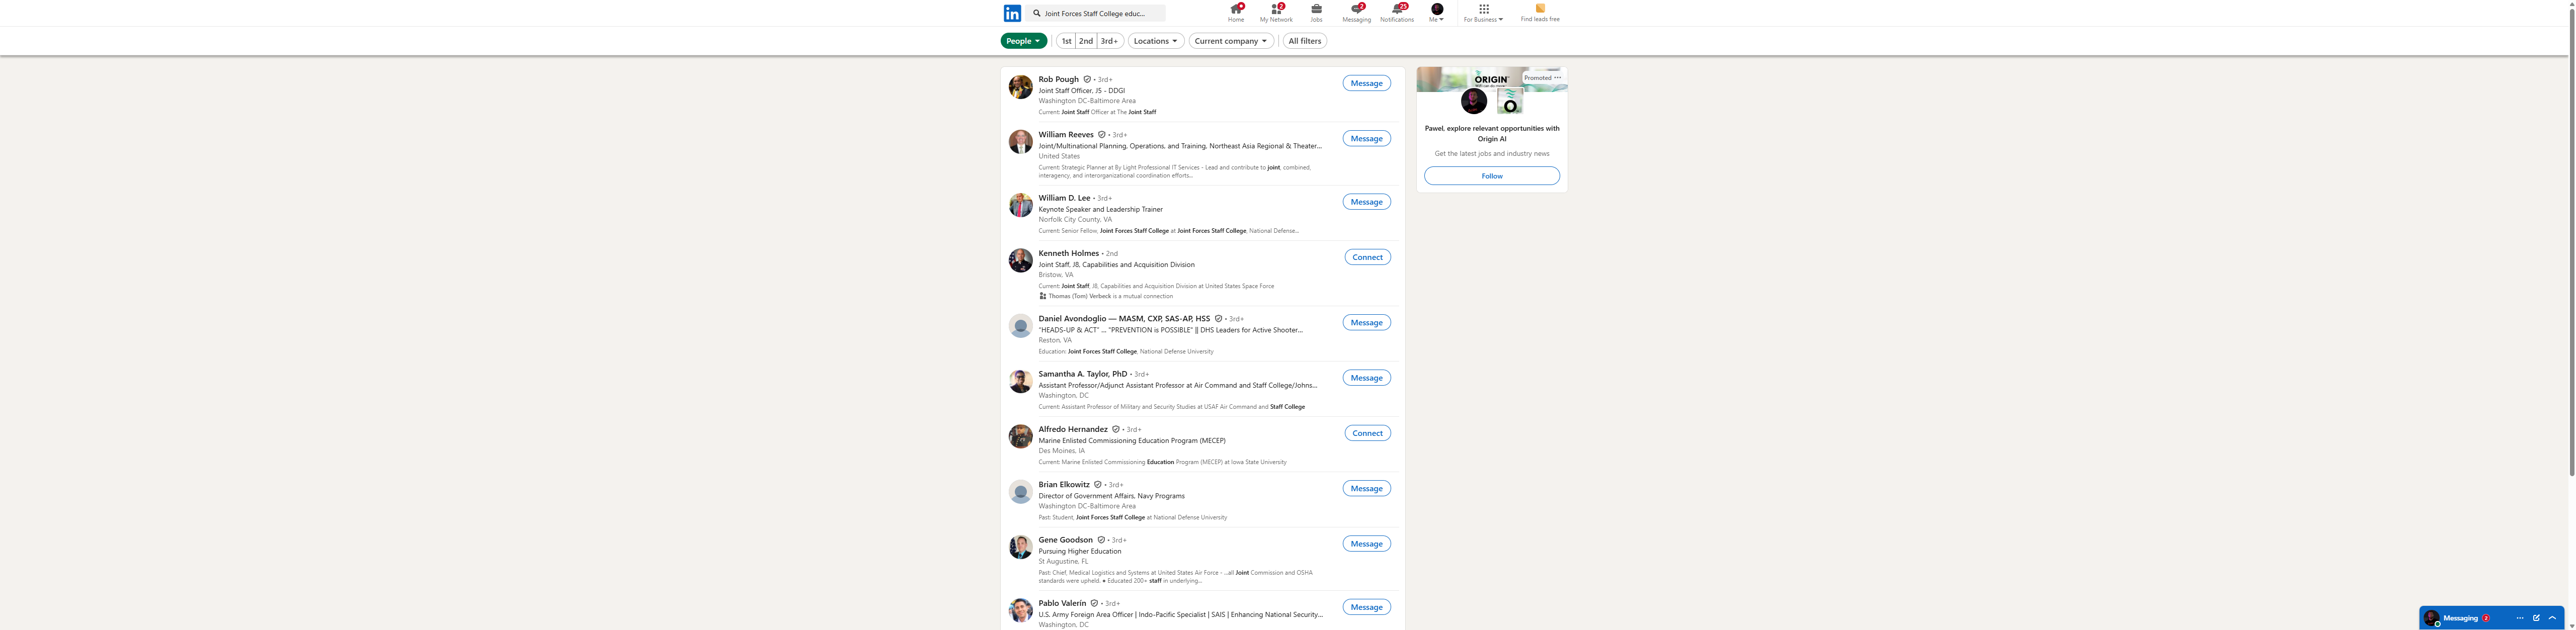 in
Joint Forces Staff College educ...
Home
2
My Network
Jobs
2
Messaging
25
Notifications
Me
For Business
Find leads free
People
1st
2nd
3rd+
Locations
Current company
All filters
Rob Pough • 3rd+
Joint Staff Officer, J5 - DDGI
Washington DC-Baltimore Area
Current: Joint Staff Officer at The Joint Staff
Message
William Reeves • 3rd+
Joint/Multinational Planning, Operations, and Training, Northeast Asia Regional & Theater...
United States
Current: Strategic Planner at By Light Professional IT Services - Lead and contribute to joint, combined,
interagency, and interorganizational coordination efforts...
Message
William D. Lee • 3rd+
Keynote Speaker and Leadership Trainer
Norfolk City County, VA
Current: Senior Fellow, Joint Forces Staff College at Joint Forces Staff College, National Defense...
Message
Kenneth Holmes • 2nd
Joint Staff, J8, Capabilities and Acquisition Division
Bristow, VA
Current: Joint Staff, J8, Capabilities and Acquisition Division at United States Space Force
Thomas (Tom) Verbeck is a mutual connection
Connect
Daniel Avondoglio — MASM, CXP, SAS-AP, HSS • 3rd+
"HEADS-UP & ACT" ... "PREVENTION is POSSIBLE" || DHS Leaders for Active Shooter...
Reston, VA
Education: Joint Forces Staff College, National Defense University
Message
Samantha A. Taylor, PhD • 3rd+
Assistant Professor/Adjunct Assistant Professor at Air Command and Staff College/Johns...
Washington, DC
Current: Assistant Professor of Military and Security Studies at USAF Air Command and Staff College
Message
Alfredo Hernandez • 3rd+
Marine Enlisted Commissioning Education Program (MECEP)
Des Moines, IA
Current: Marine Enlisted Commissioning Education Program (MECEP) at Iowa State University
Connect
Brian Elkowitz • 3rd+
Director of Government Affairs, Navy Programs
Washington DC-Baltimore Area
Past: Student, Joint Forces Staff College at National Defense University
Message
Gene Goodson • 3rd+
Pursuing Higher Education
St Augustine, FL
Past: Chief, Medical Logistics and Systems at United States Air Force - ...all Joint Commission and OSHA
standards were upheld. • Educated 200+ staff in underlying...
Message
Pablo Valerín • 3rd+
U.S. Army Foreign Area Officer | Indo-Pacific Specialist | SAIS | Enhancing National Security...
Washington, DC
Message
ORIGIN
Promoted
Pawel, explore relevant opportunities with
Origin AI
Get the latest jobs and industry news
Follow
Messaging 2